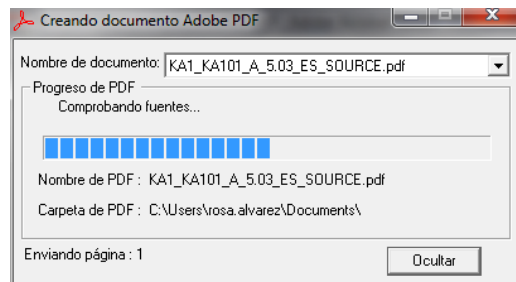 Creando documento Adobe PDF
Nombre de documento: KA1_KA101_A_5.03_ES_SOURCE.pdf
Progreso de PDF
Comprobando fuentes...
Nombre de PDF : KA1_KA101_A_5.03_ES_SOURCE.pdf
Carpeta de PDF : C:\Users\rosa.alvarez\Documents\
Enviando página : 1
Ocultar